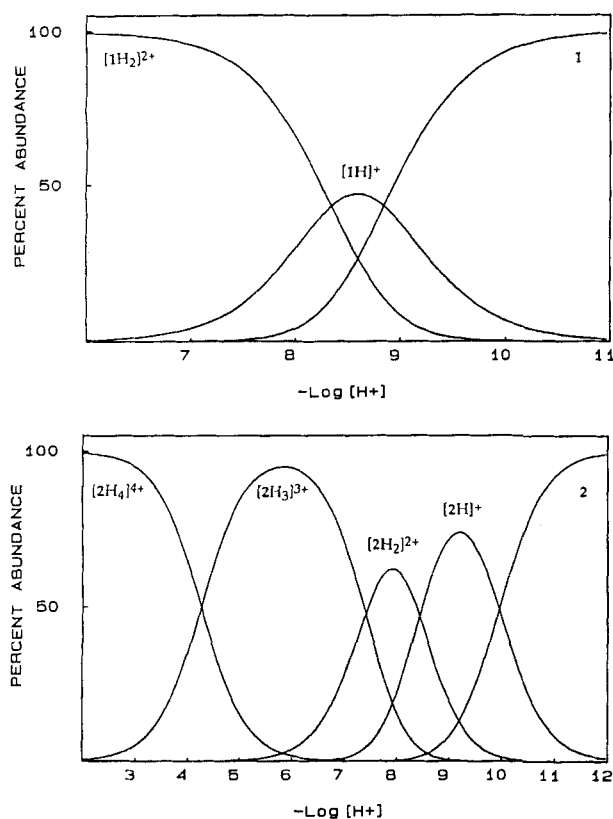 100
[1H₂]²⁺
1
PERCENT ABUNDANCE
[1H]⁺
50
7 8 9 10 11
-Log [H+]
100
[2H₄]⁴⁺
[2H₃]³⁺
[2H]⁺
2
[2H₂]²⁺
PERCENT ABUNDANCE
50
3 4 5 6 7 8 9 10 11 12
-Log [H+]